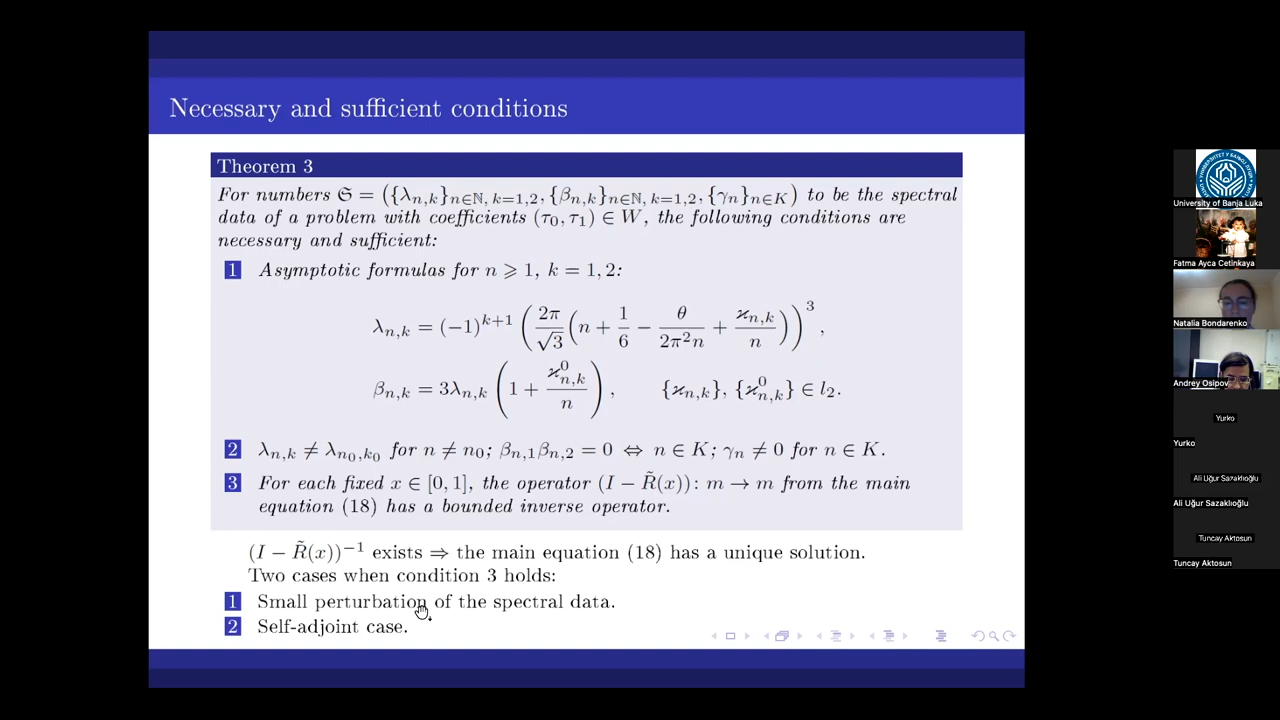 Necessary and sufficient conditions
Theorem 3
For numbers 𝔖 = ({λ_{n,k}}_{n∈ℕ, k=1,2}, {β_{n,k}}_{n∈ℕ, k=1,2}, {γ_n}_{n∈K}) to be the spectral
data of a problem with coefficients (τ_0, τ_1) ∈ W, the following conditions are
necessary and sufficient:
1 Asymptotic formulas for n ⩾ 1, k = 1, 2:
λ_{n,k} = (−1)^{k+1} (2π/√3 (n + 1/6 − θ/2π²n + ϰ_{n,k}/n))^3,
β_{n,k} = 3λ_{n,k} (1 + ϰ^0_{n,k}/n), {ϰ_{n,k}}, {ϰ^0_{n,k}} ∈ l_2.
2 λ_{n,k} ≠ λ_{n_0,k_0} for n ≠ n_0; β_{n,1}β_{n,2} = 0 ⇔ n ∈ K; γ_n ≠ 0 for n ∈ K.
3 For each fixed x ∈ [0, 1], the operator (I − R̃(x)): m → m from the main
equation (18) has a bounded inverse operator.
(I − R̃(x))^{−1} exists ⇒ the main equation (18) has a unique solution.
Two cases when condition 3 holds:
1 Small perturbation of the spectral data.
2 Self-adjoint case.
University of Banja Luka
Fatma Ayca Cetinkaya
Natalia Bondarenko
Andrey Osipov
Yurko
Yurko
Ali Uğur Sazaklıoğlu
Ali Uğur Sazaklıoğlu
Tuncay Aktosun
Tuncay Aktosun